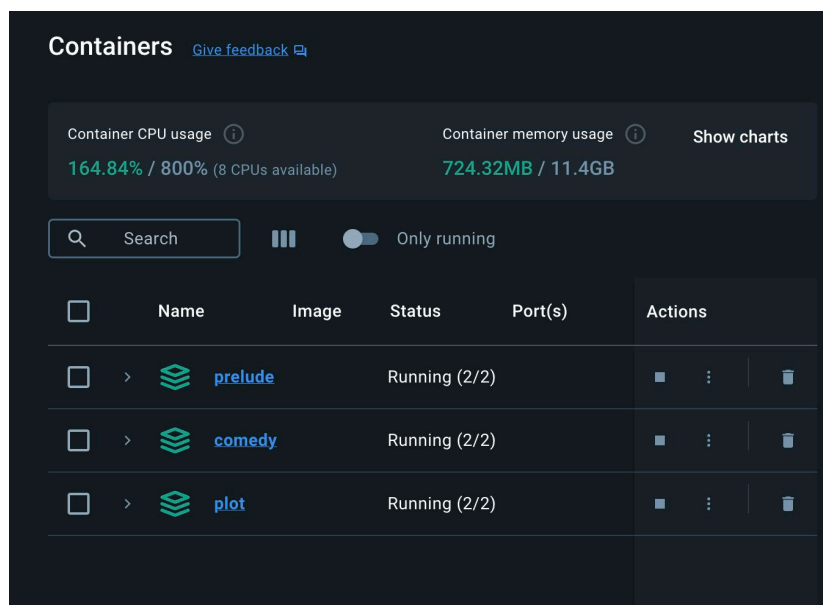 Containers Give feedback
Container CPU usage Container memory usage Show charts
164.84% / 800% (8 CPUs available) 724.32MB / 11.4GB
Search Only running
Name Image Status Port(s) Actions
prelude Running (2/2)
comedy Running (2/2)
plot Running (2/2)